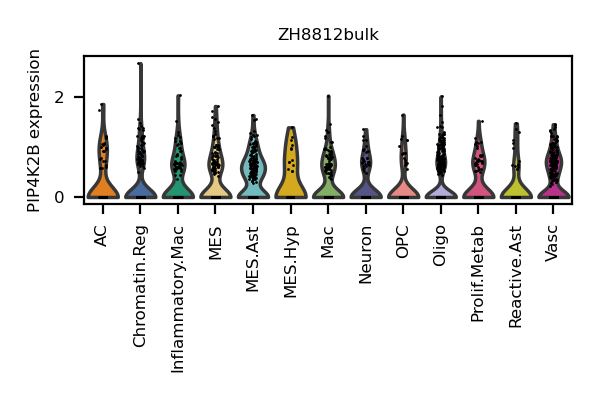 ZH8812bulk
PIP4K2B expression
2
0
AC
Chromatin.Reg
Inflammatory.Mac
MES
MES.Ast
MES.Hyp
Mac
Neuron
OPC
Oligo
Prolif.Metab
Reactive.Ast
Vasc